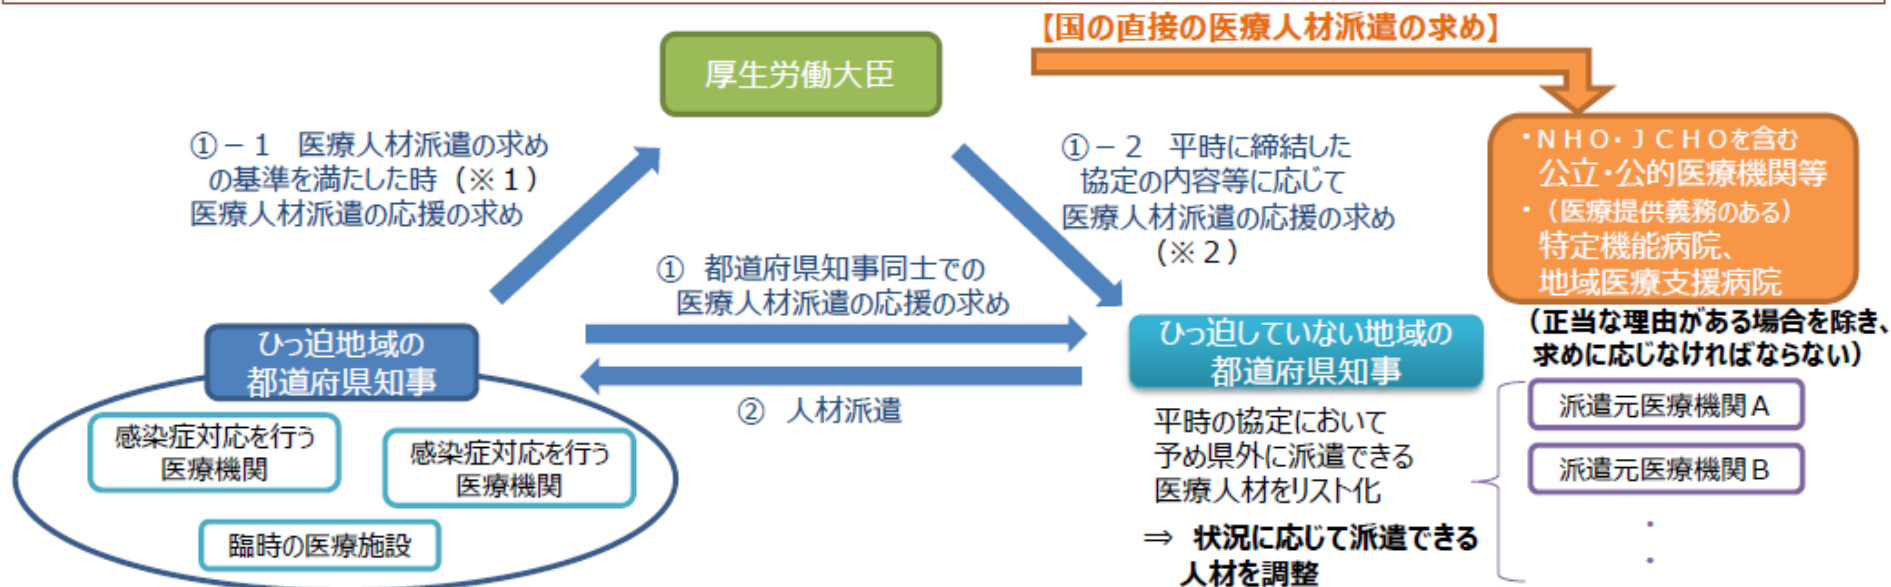 【国の直接の医療人材派遣の求め】
厚生労働大臣
①－１　医療人材派遣の求め
の基準を満たした時（※１）
医療人材派遣の応援の求め
①－２　平時に締結した
協定の内容等に応じて
医療人材派遣の応援の求め
（※２）
・ＮＨＯ・ＪＣＨＯを含む
公立・公的医療機関等
・（医療提供義務のある）
特定機能病院、
地域医療支援病院
（正当な理由がある場合を除き、
求めに応じなければならない）
①　都道府県知事同士での
医療人材派遣の応援の求め
ひっ迫地域の
都道府県知事
ひっ迫していない地域の
都道府県知事
②　人材派遣
感染症対応を行う
医療機関
感染症対応を行う
医療機関
臨時の医療施設
平時の協定において
予め県外に派遣できる
医療人材をリスト化
⇒　状況に応じて派遣できる
人材を調整
派遣元医療機関Ａ
派遣元医療機関Ｂ
・
・